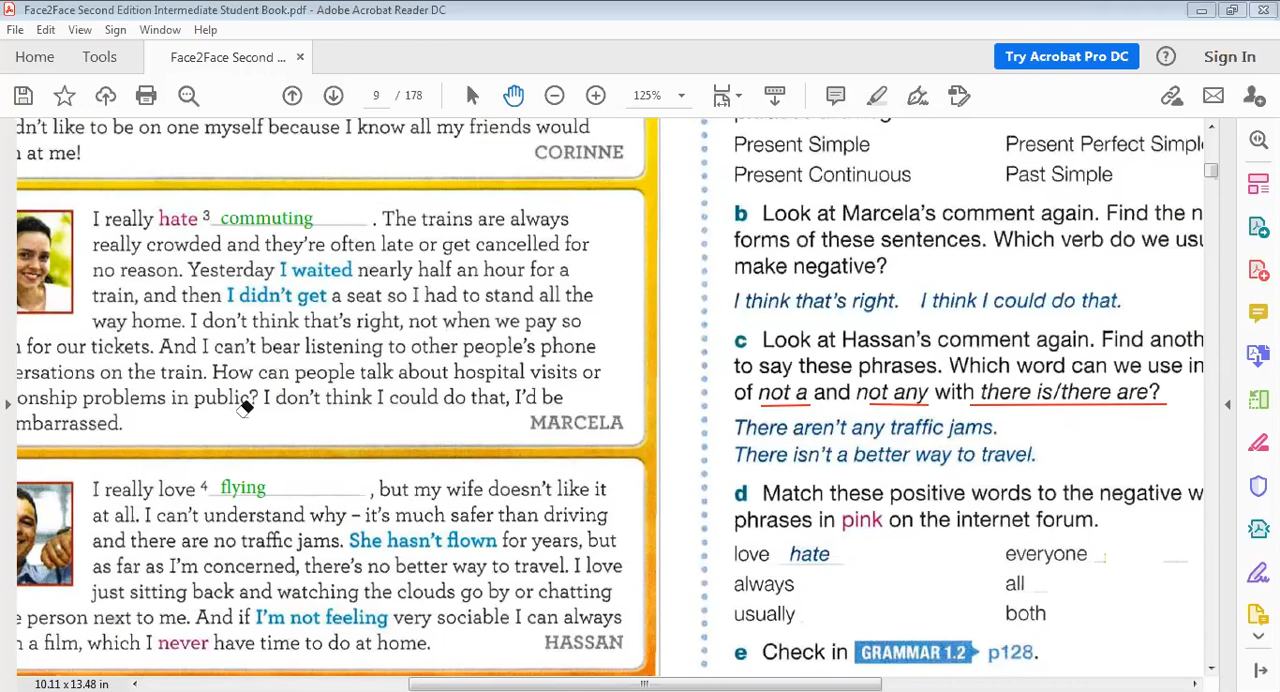 Face2Face Second Edition Intermediate Student Book.pdf - Adobe Acrobat Reader DC
File Edit View Sign Window Help
Home Tools Face2Face Second ... × Try Acrobat Pro DC ? Sign In
9 / 178 125%
dn't like to be on one myself because I know all my friends would
at me!
CORINNE
I really hate 3 commuting . The trains are always
really crowded and they're often late or get cancelled for
no reason. Yesterday I waited nearly half an hour for a
train, and then I didn't get a seat so I had to stand all the
way home. I don't think that's right, not when we pay so
for our tickets. And I can't bear listening to other people's phone
ersations on the train. How can people talk about hospital visits or
onship problems in public? I don't think I could do that, I'd be
mbarrassed.
MARCELA
I really love 4 flying , but my wife doesn't like it
at all. I can't understand why – it's much safer than driving
and there are no traffic jams. She hasn't flown for years, but
as far as I'm concerned, there's no better way to travel. I love
just sitting back and watching the clouds go by or chatting
person next to me. And if I'm not feeling very sociable I can always
a film, which I never have time to do at home.
HASSAN
Present Simple Present Perfect Simpl
Present Continuous Past Simple
b Look at Marcela's comment again. Find the n
forms of these sentences. Which verb do we usu
make negative?
I think that's right. I think I could do that.
c Look at Hassan's comment again. Find anoth
to say these phrases. Which word can we use in
of not a and not any with there is/there are?
There aren't any traffic jams.
There isn't a better way to travel.
d Match these positive words to the negative w
phrases in pink on the internet forum.
love hate everyone
always all
usually both
e Check in GRAMMAR 1.2 p128.
10.11 x 13.48 in